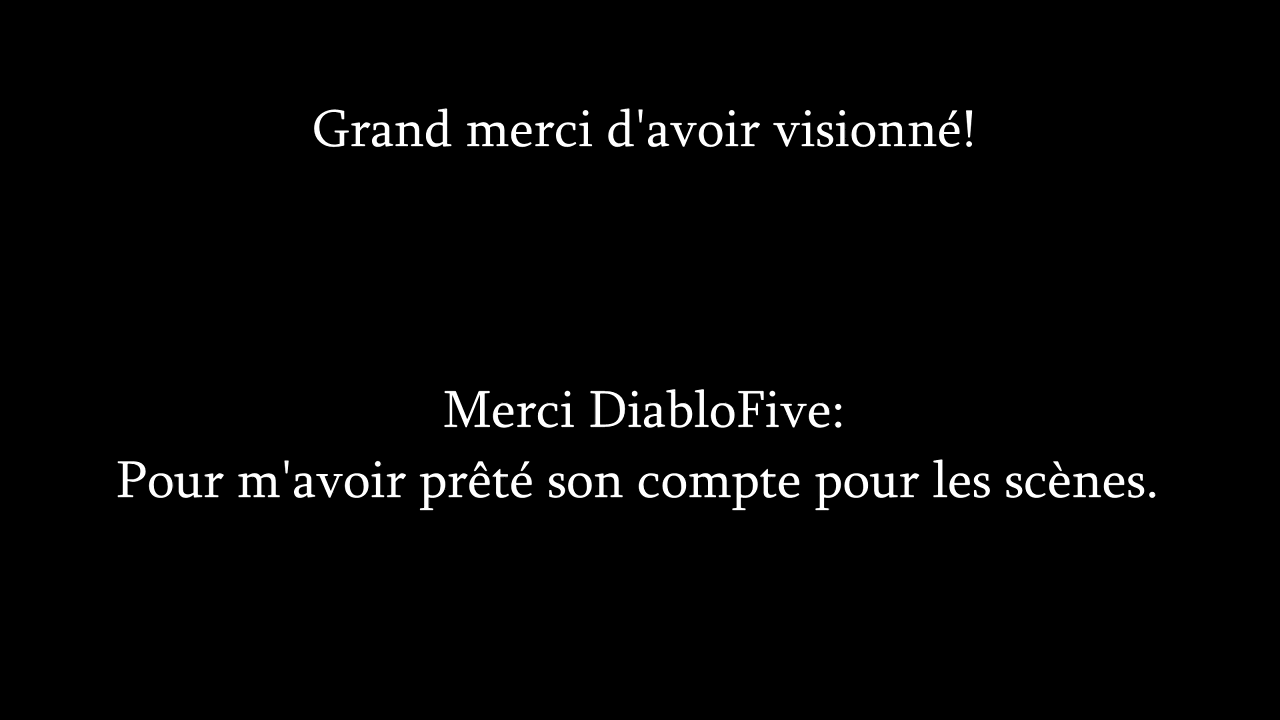 Grand merci d'avoir visionné!
Merci DiabloFive:
Pour m'avoir prêté son compte pour les scènes.